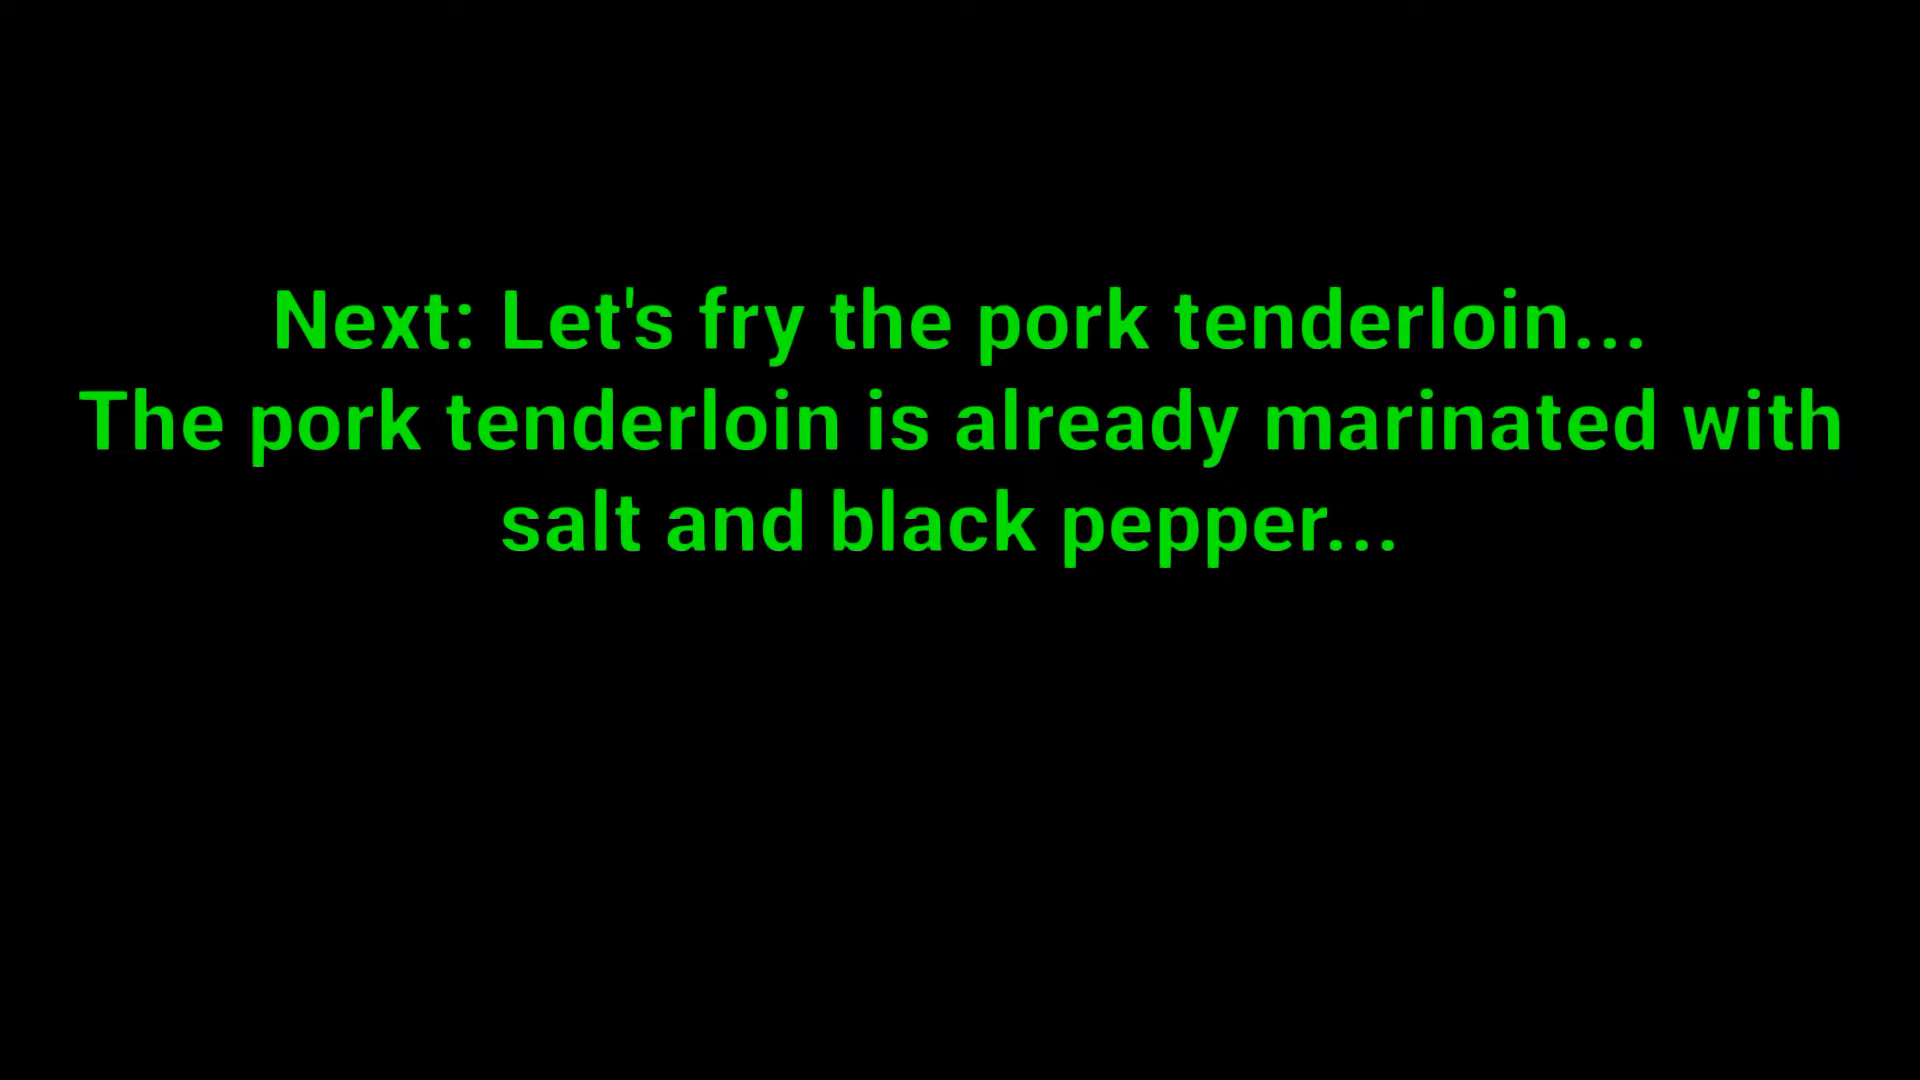 Next: Let's fry the pork tenderloin...
The pork tenderloin is already marinated with
salt and black pepper...